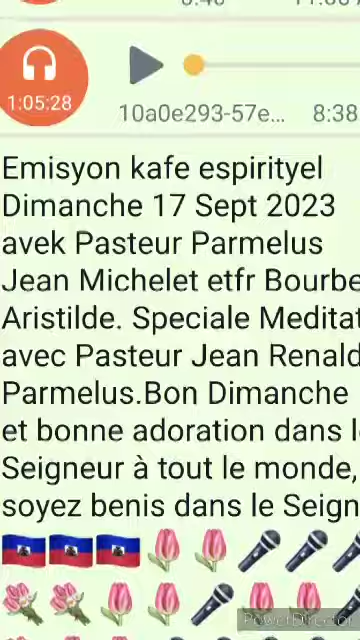 1:05:28
10a0e293-57e... 8:38
Emisyon kafe espirityel
Dimanche 17 Sept 2023
avek Pasteur Parmelus
Jean Michelet etfr Bourbe
Aristilde. Speciale Meditat
avec Pasteur Jean Renald
Parmelus.Bon Dimanche
et bonne adoration dans l
Seigneur à tout le monde,
soyez benis dans le Seign
PowerDirector